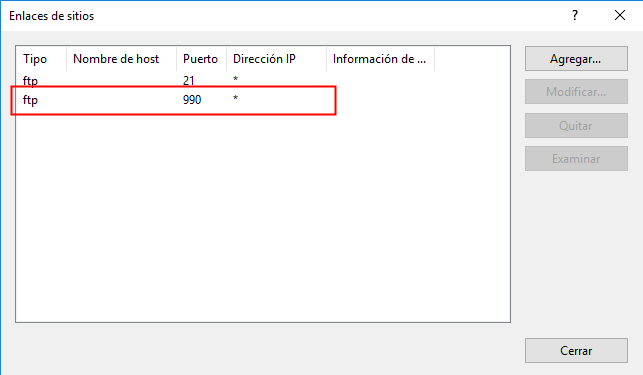 Enlaces de sitios
Tipo Nombre de host Puerto Dirección IP Información de ...
ftp 21 *
ftp 990 *
Agregar...
Modificar...
Quitar
Examinar
Cerrar